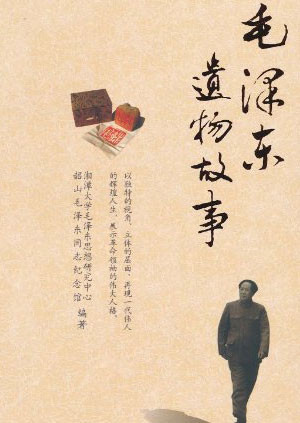 毛泽东
遗物故事
以独特的视角、立体的层面，再现一代伟人
的辉煌人生，展示革命领袖的伟大人格。
湘潭大学毛泽东思想研究中心
韶山毛泽东同志纪念馆
编著